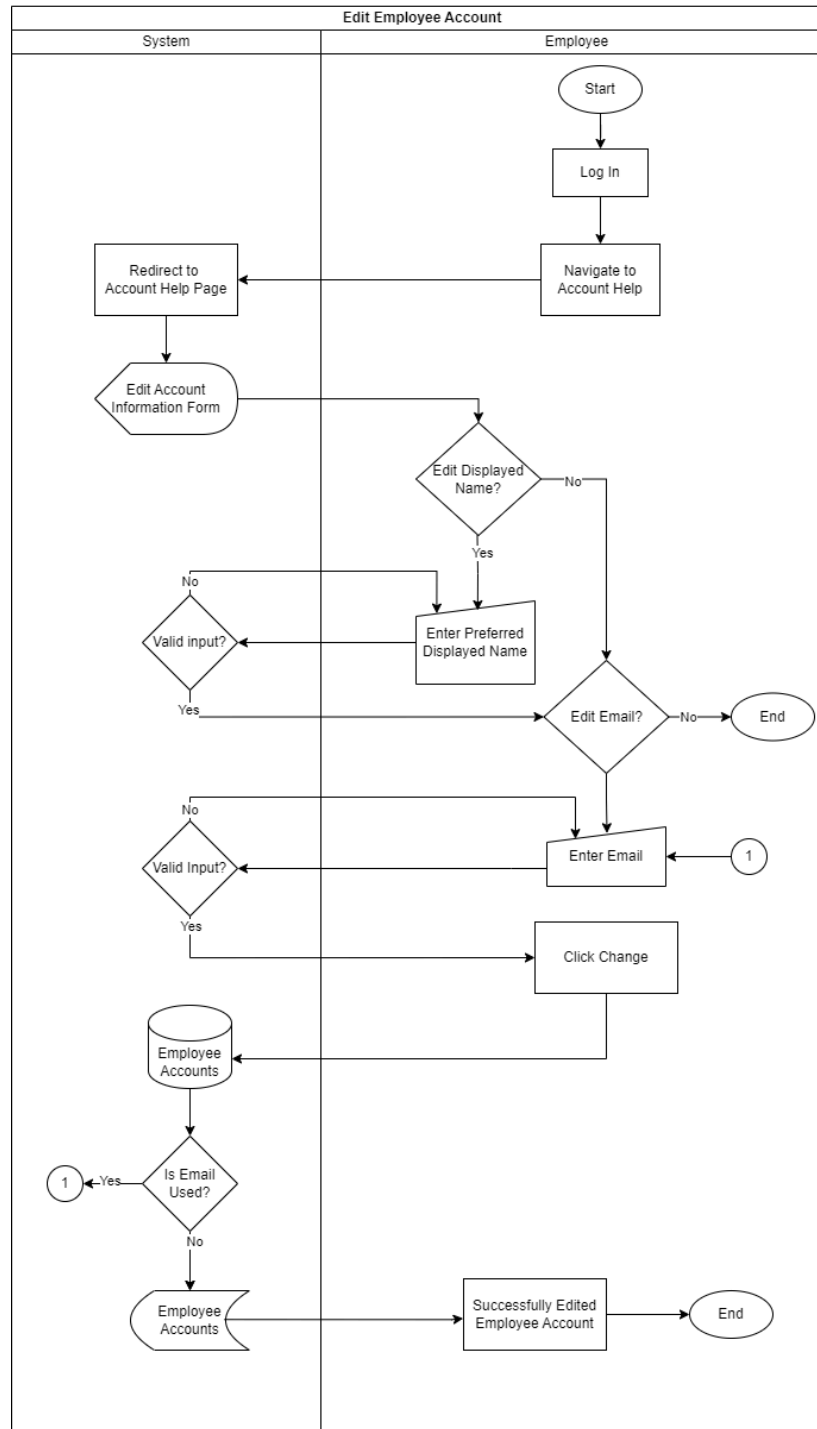 Edit Employee Account
System
Employee
Start
Log In
Redirect to
Account Help Page
Navigate to
Account Help
Edit Account
Information Form
Edit Displayed
Name?
No
Yes
No
Valid input?
Enter Preferred
Displayed Name
Yes
Edit Email?
No
End
No
Valid Input?
Enter Email
1
Yes
Click Change
Employee
Accounts
1
Yes
Is Email
Used?
No
Employee
Accounts
Successfully Edited
Employee Account
End